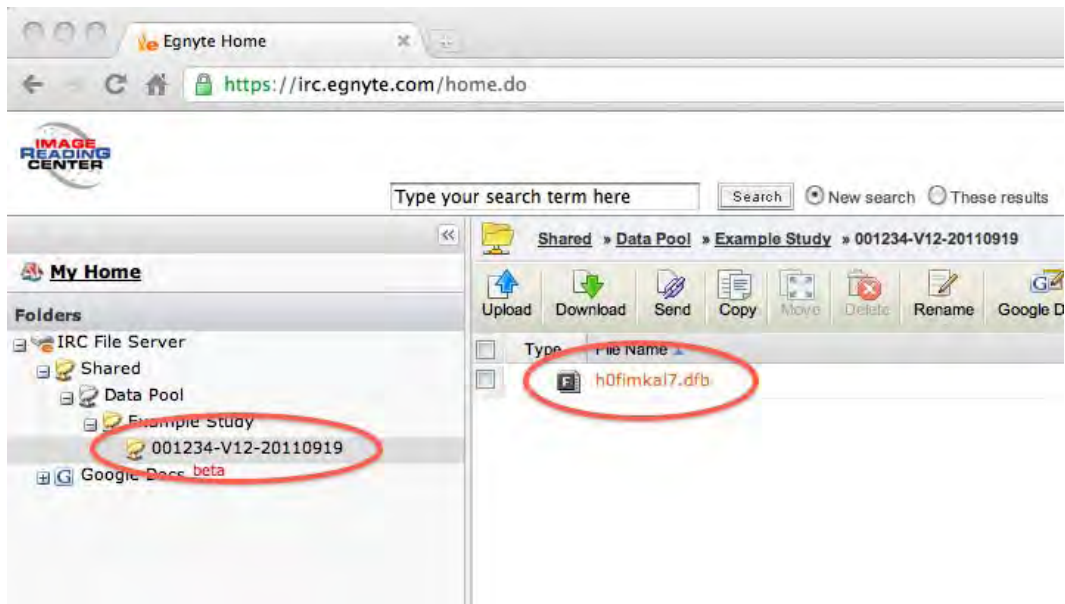 Egnyte Home
https://irc.egnyte.com/home.do
IMAGE
READING
CENTER
Type your search term here Search New search These results
Shared » Data Pool » Example Study » 001234-V12-20110919
My Home
Upload Download Send Copy Move Delete Rename Google D
Folders
Type File Name
IRC File Server
Shared
h0fimkal7.dfb
Data Pool
Example Study
001234-V12-20110919
Google Docs beta